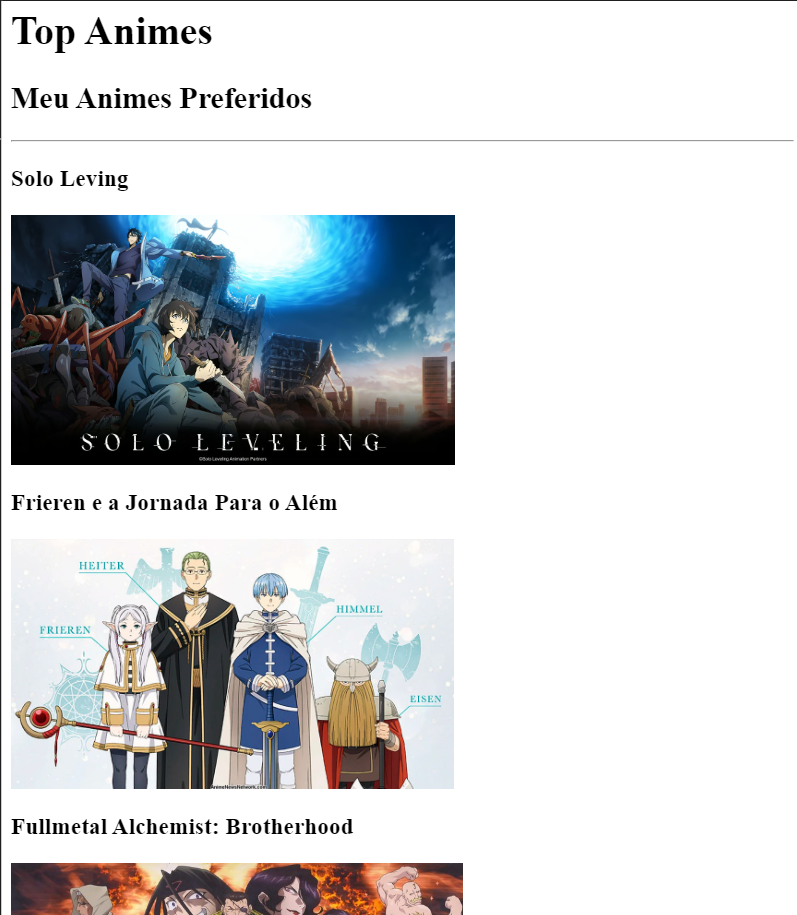 Top Animes
Meu Animes Preferidos
Solo Leving
SOLO LEVELING
©Solo Leveling Animation Partners
Frieren e a Jornada Para o Além
HEITER
HIMMEL
FRIEREN
EISEN
AnimeNewsNetwork.com
Fullmetal Alchemist: Brotherhood